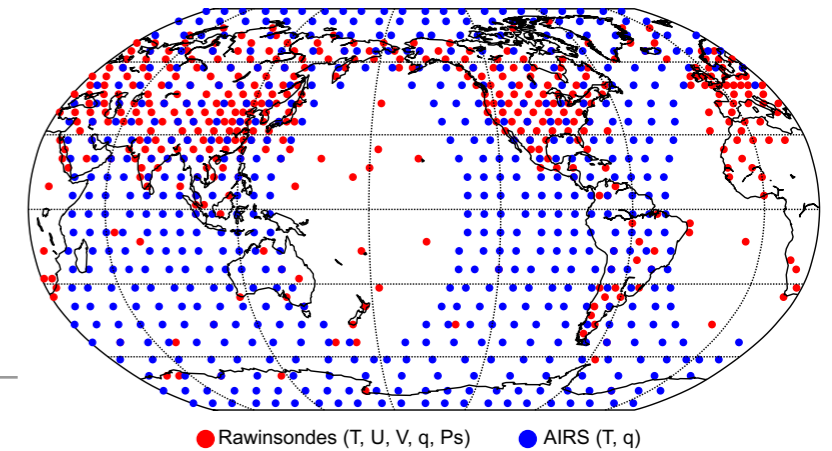 Rawinsondes (T, U, V, q, Ps) AIRS (T, q)